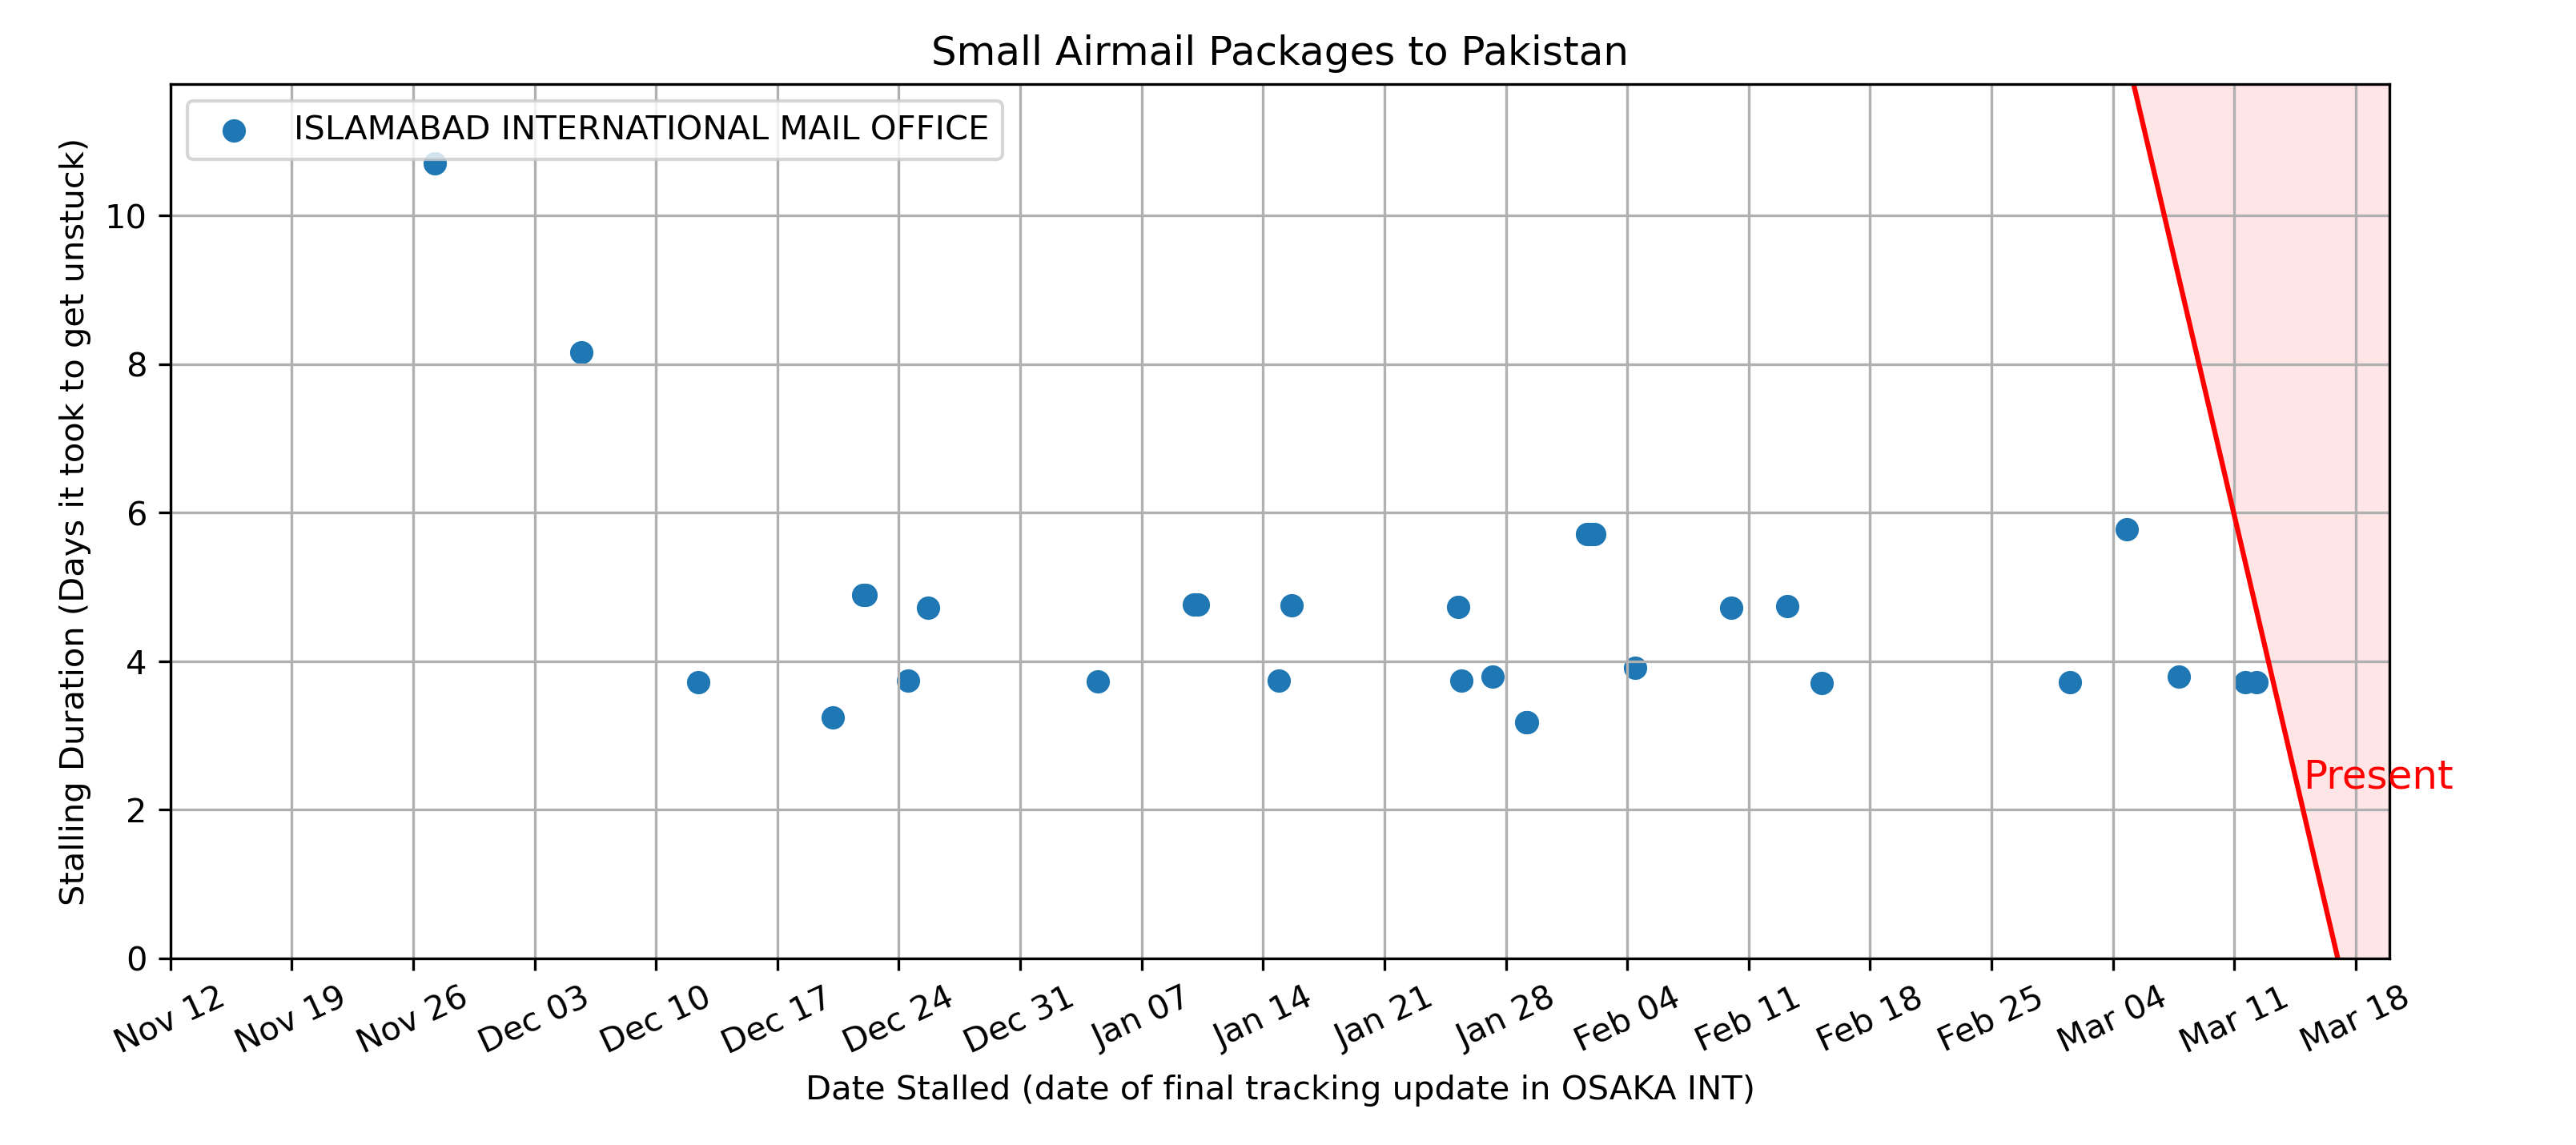 Small Airmail Packages to Pakistan
ISLAMABAD INTERNATIONAL MAIL OFFICE
Stalling Duration (Days it took to get unstuck)
10
8
6
4
2
0
Present
Nov 12
Nov 19
Nov 26
Dec 03
Dec 10
Dec 17
Dec 24
Dec 31
Jan 07
Jan 14
Jan 21
Jan 28
Feb 04
Feb 11
Feb 18
Feb 25
Mar 04
Mar 11
Mar 18
Date Stalled (date of final tracking update in OSAKA INT)